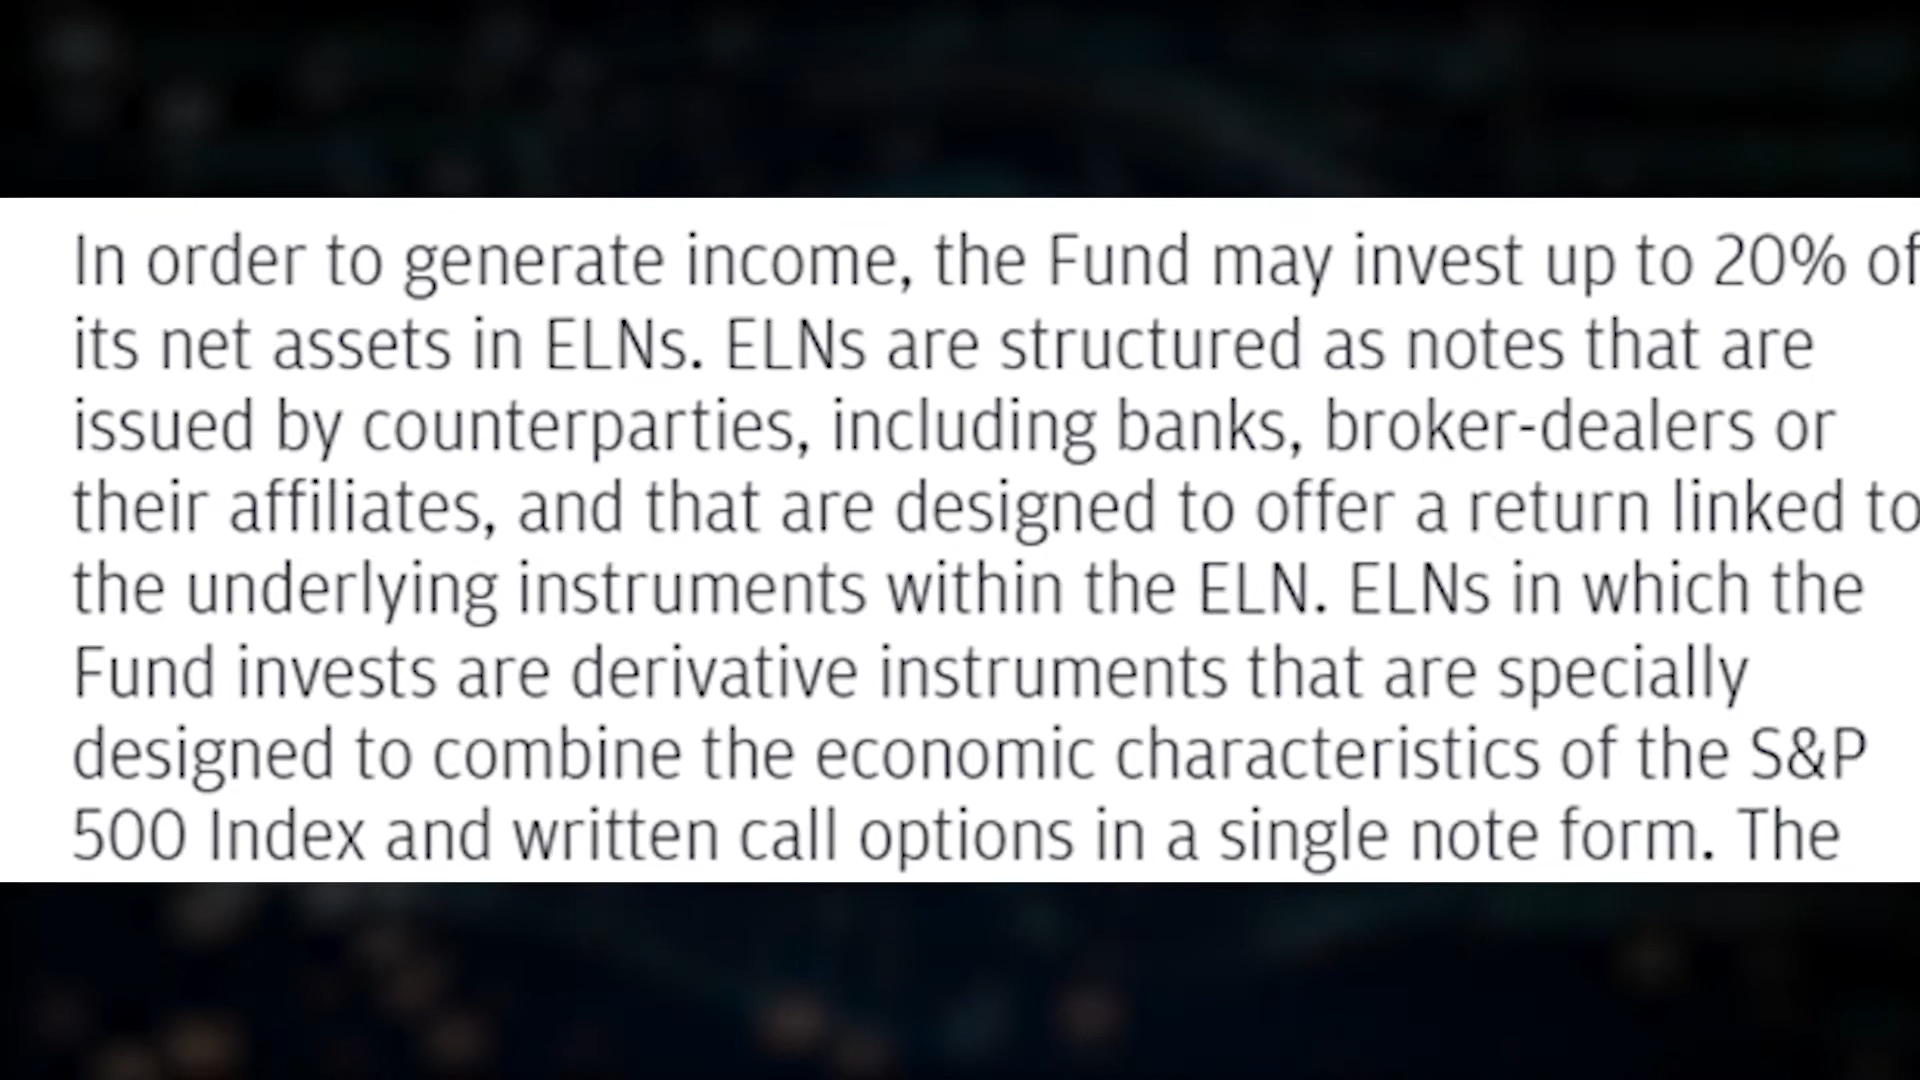 In order to generate income, the Fund may invest up to 20% of
its net assets in ELNs. ELNs are structured as notes that are
issued by counterparties, including banks, broker-dealers or
their affiliates, and that are designed to offer a return linked to
the underlying instruments within the ELN. ELNs in which the
Fund invests are derivative instruments that are specially
designed to combine the economic characteristics of the S&P
500 Index and written call options in a single note form. The